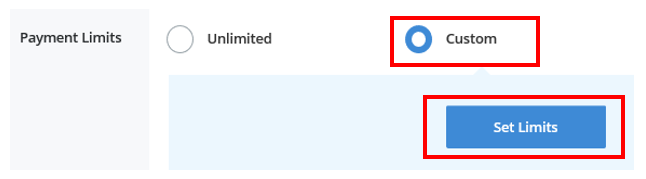 Payment Limits
Unlimited
Custom
Set Limits